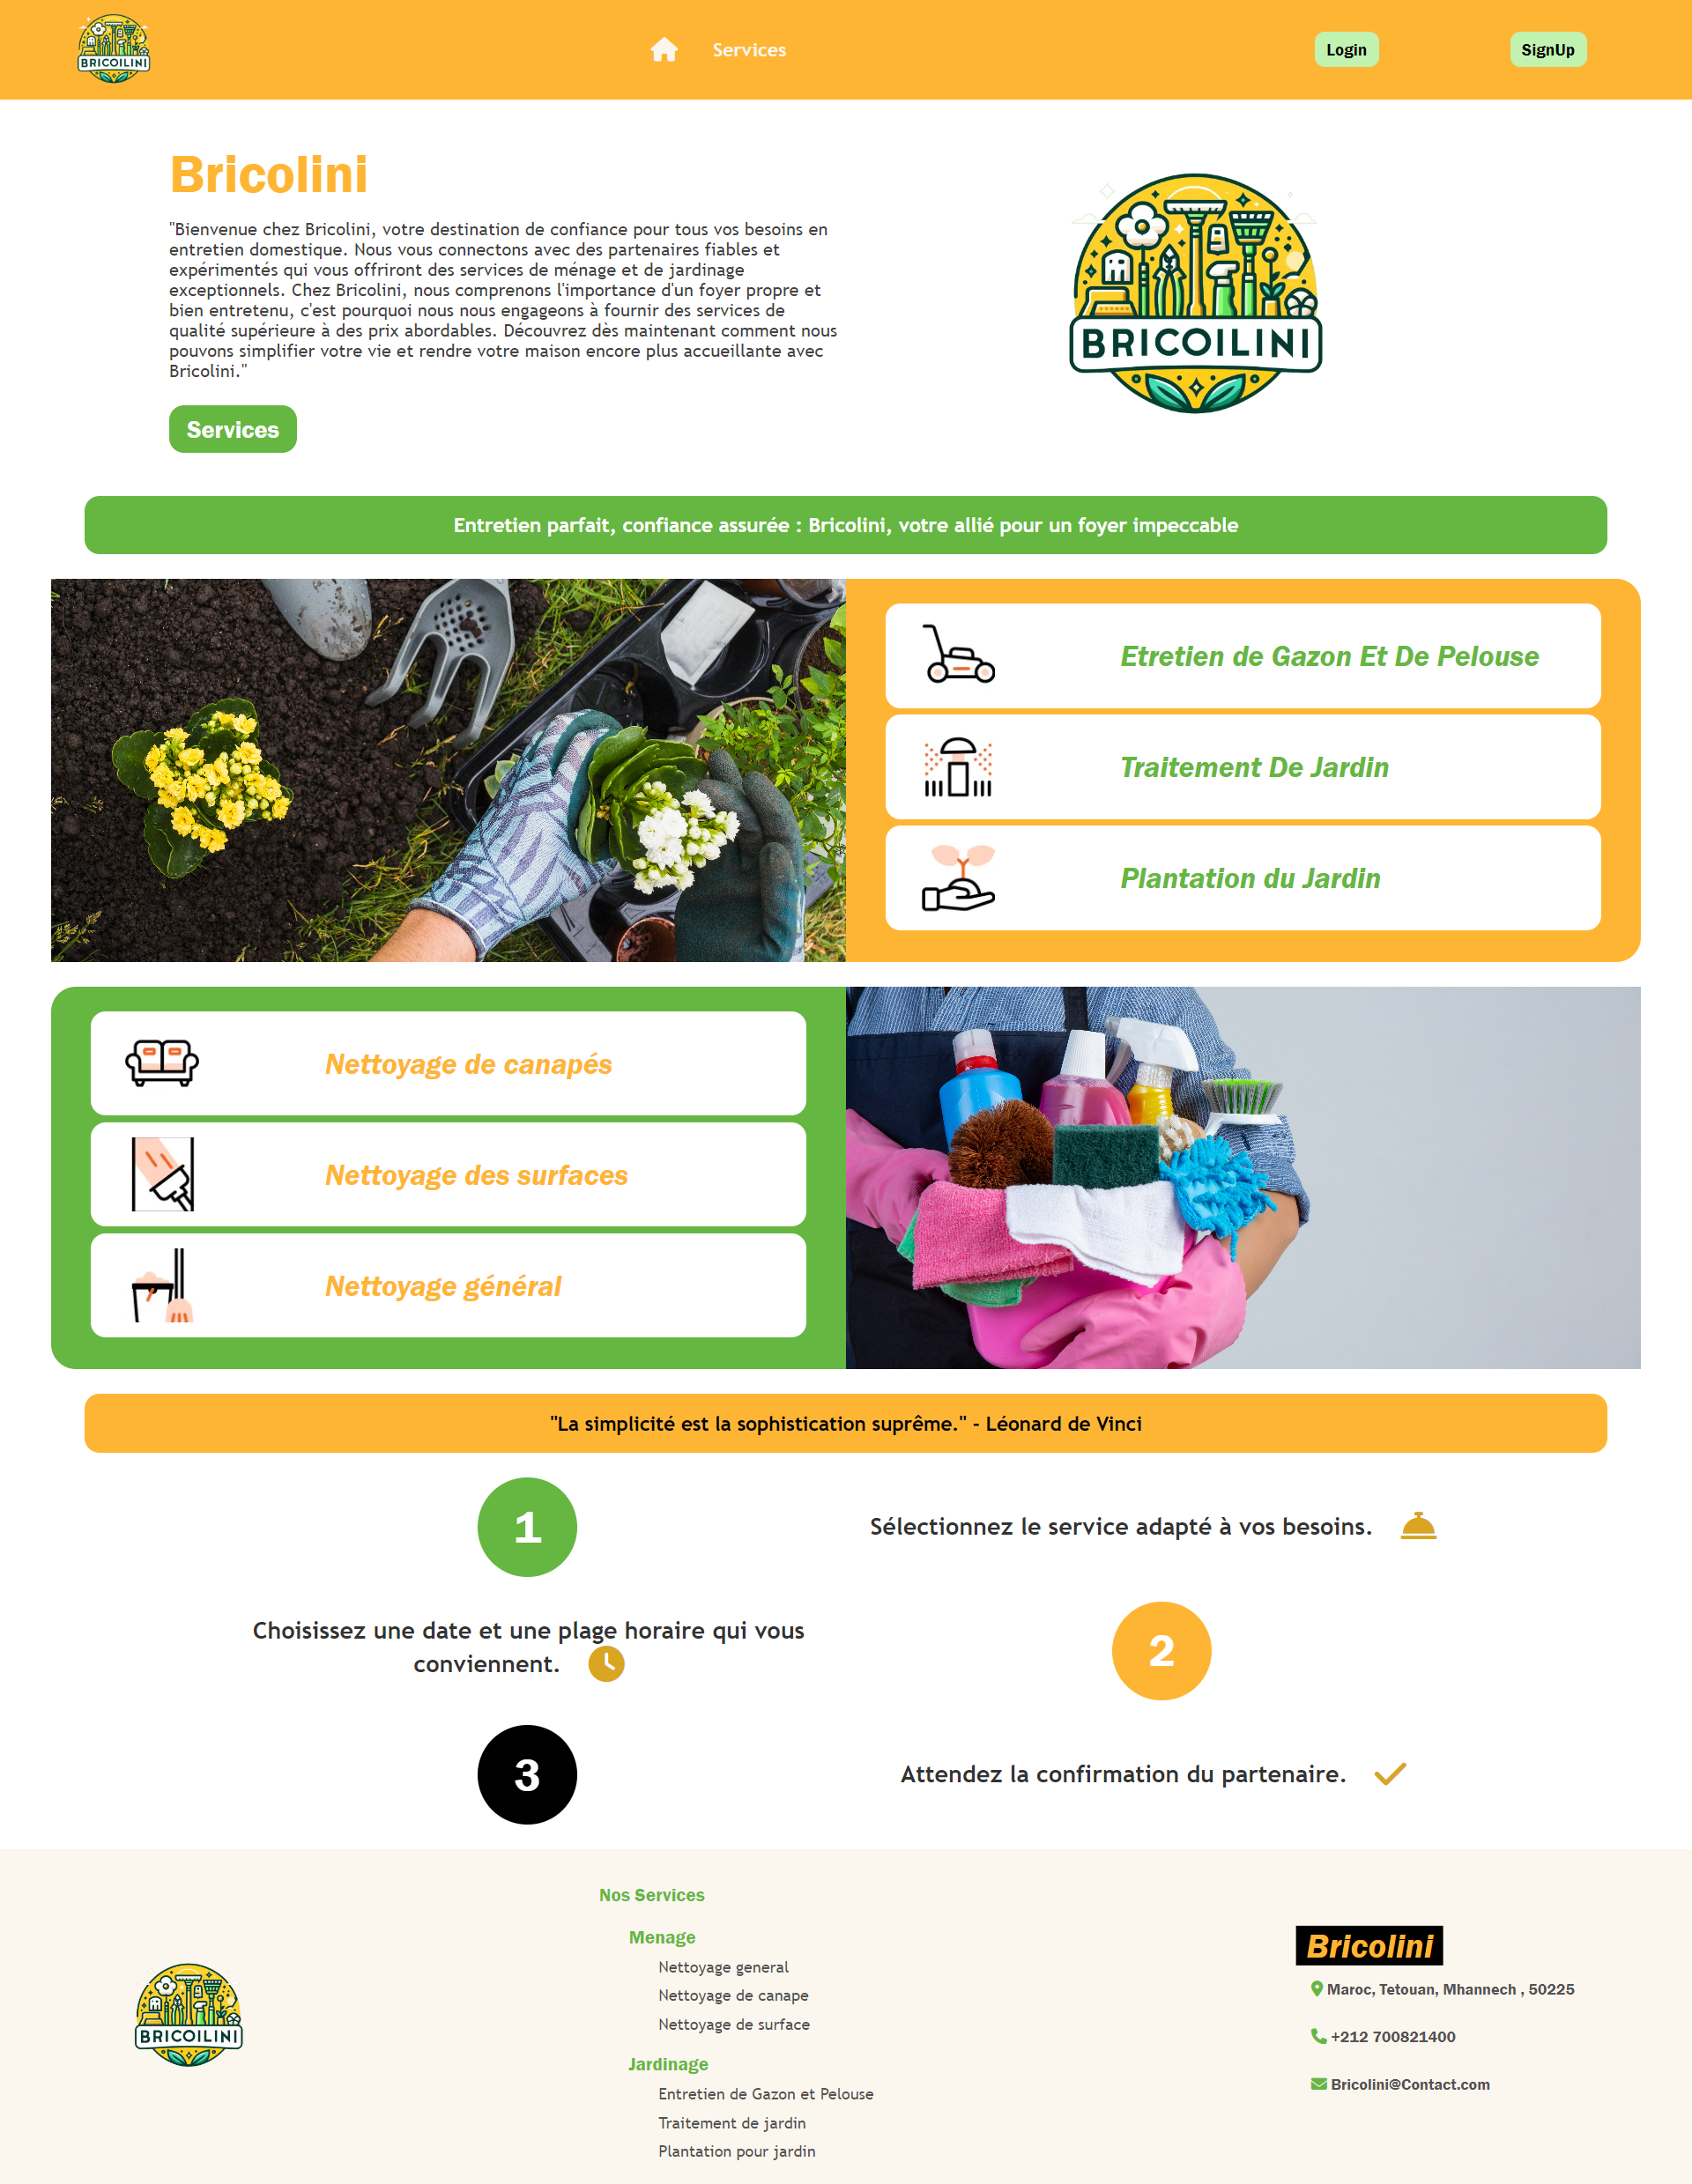 BRICOILINI
Services
Login
SignUp
Bricolini
"Bienvenue chez Bricolini, votre destination de confiance pour tous vos besoins en
entretien domestique. Nous vous connectons avec des partenaires fiables et
expérimentés qui vous offriront des services de ménage et de jardinage
exceptionnels. Chez Bricolini, nous comprenons l'importance d'un foyer propre et
bien entretenu, c'est pourquoi nous nous engageons à fournir des services de
qualité supérieure à des prix abordables. Découvrez dès maintenant comment nous
pouvons simplifier votre vie et rendre votre maison encore plus accueillante avec
Bricolini."
Services
BRICOILINI
Entretien parfait, confiance assurée : Bricolini, votre allié pour un foyer impeccable
Etretien de Gazon Et De Pelouse
Traitement De Jardin
Plantation du Jardin
Nettoyage de canapés
Nettoyage des surfaces
Nettoyage général
"La simplicité est la sophistication suprême." - Léonard de Vinci
1
Sélectionnez le service adapté à vos besoins.
Choisissez une date et une plage horaire qui vous
conviennent.
2
3
Attendez la confirmation du partenaire.
BRICOILINI
Nos Services
Menage
Nettoyage general
Nettoyage de canape
Nettoyage de surface
Jardinage
Entretien de Gazon et Pelouse
Traitement de jardin
Plantation pour jardin
Bricolini
Maroc, Tetouan, Mhannech , 50225
+212 700821400
Bricolini@Contact.com